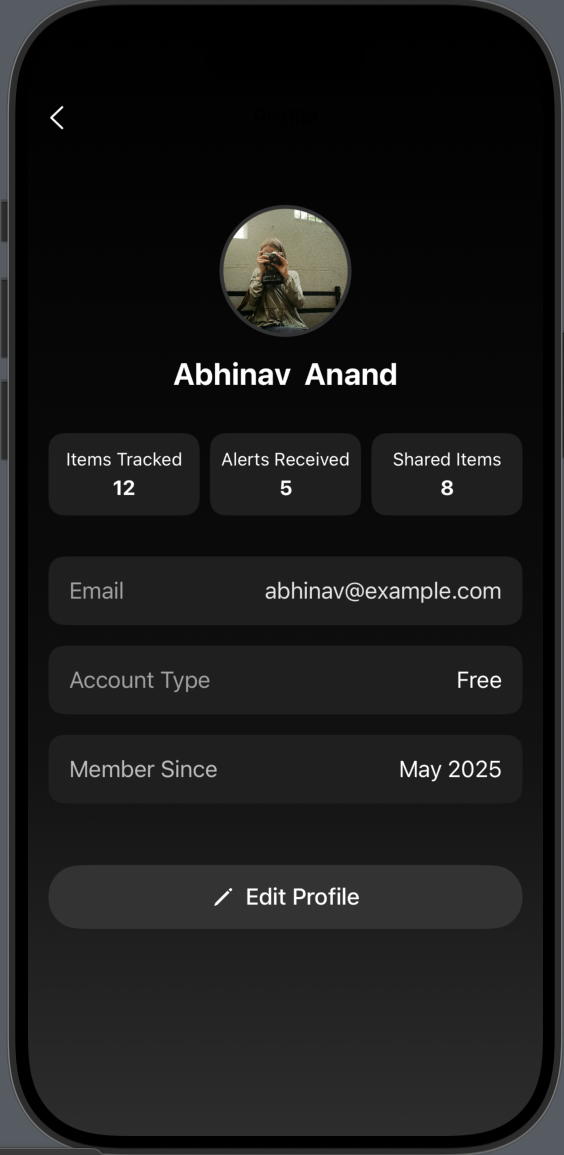 Profile
Abhinav  Anand
Items Tracked
12
Alerts Received
5
Shared Items
8
Email
abhinav@example.com
Account Type
Free
Member Since
May 2025
Edit Profile